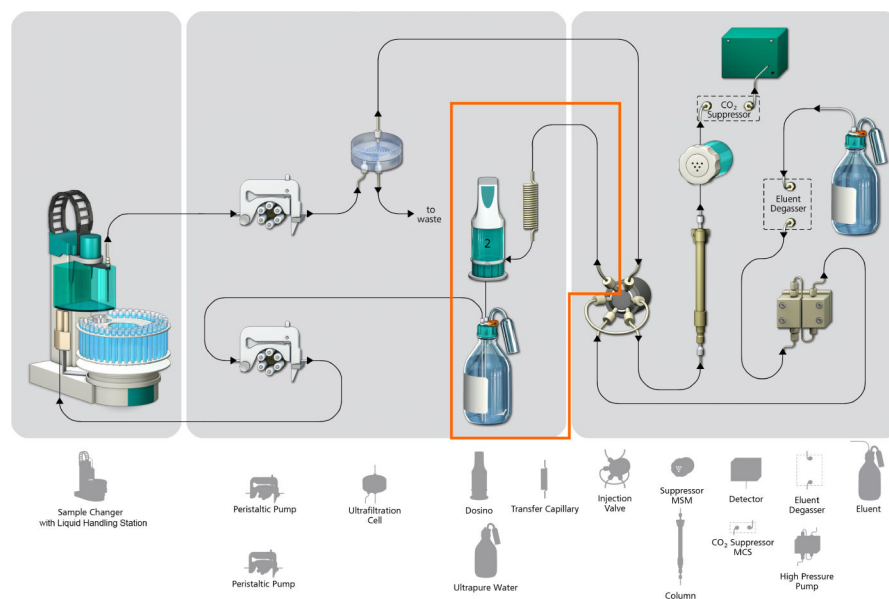 CO2
Suppressor
Eluent
Degasser
to
waste
2
Sample Changer
with Liquid Handling Station
Peristaltic Pump
Ultrafiltration
Cell
Dosino
Transfer Capillary
Injection
Valve
Suppressor
MSM
Detector
Eluent
Degasser
Eluent
Peristaltic Pump
Ultrapure Water
Column
CO2 Suppressor
MCS
High Pressure
Pump